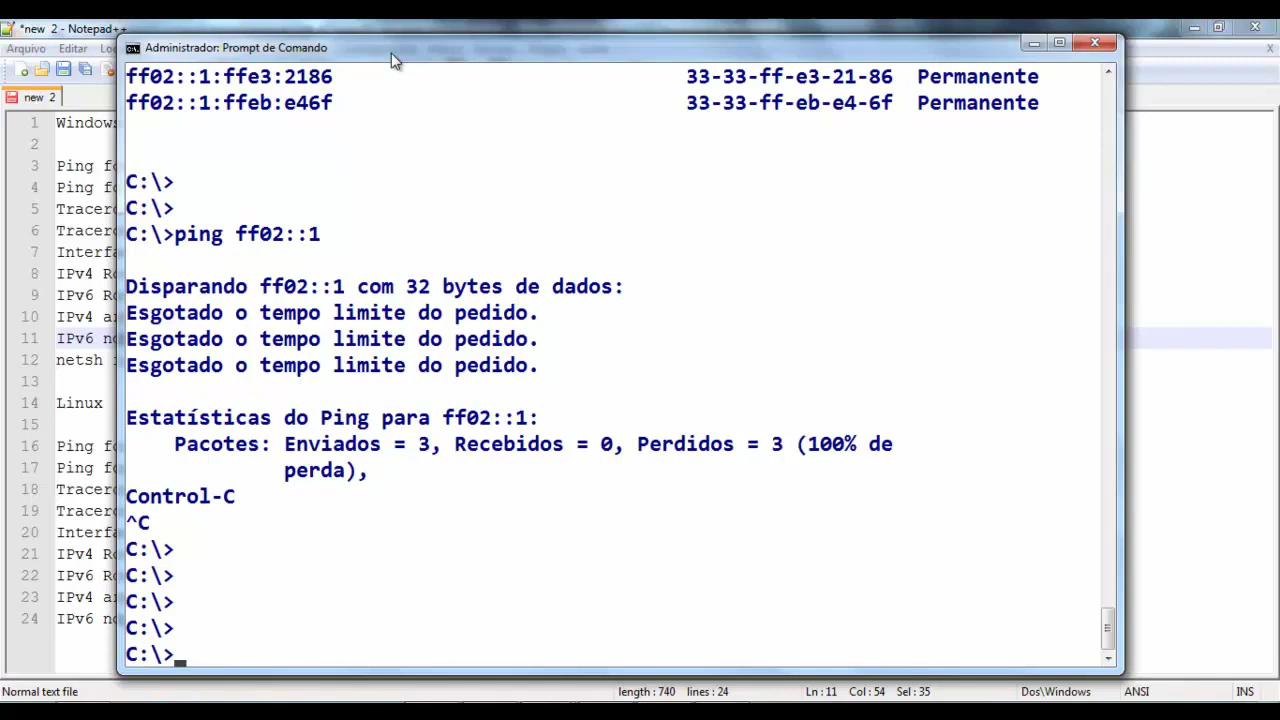 *new 2 - Notepad++
Administrador: Prompt de Comando
Arquivo Editar
new 2
ff02::1:ffe3:2186 33-33-ff-e3-21-86 Permanente
ff02::1:ffeb:e46f 33-33-ff-eb-e4-6f Permanente
C:\>
C:\>
C:\>ping ff02::1
Disparando ff02::1 com 32 bytes de dados:
Esgotado o tempo limite do pedido.
Esgotado o tempo limite do pedido.
Esgotado o tempo limite do pedido.
Estatísticas do Ping para ff02::1:
Pacotes: Enviados = 3, Recebidos = 0, Perdidos = 3 (100% de
perda),
Control-C
^C
C:\>
C:\>
C:\>
C:\>
C:\>
1 Windows
2
3 Ping
4 Ping
5
6
7
8 IPv4
9 IPv6
10 IPv4
11 IPv6
12 netsh
13
14 Linux
15
16 Ping
17 Ping
18
19
20
21 IPv4
22 IPv6
23 IPv4
24 IPv6
Normal text file length : 740 lines : 24 Ln : 11 Col : 54 Sel : 35 Dos\Windows ANSI INS